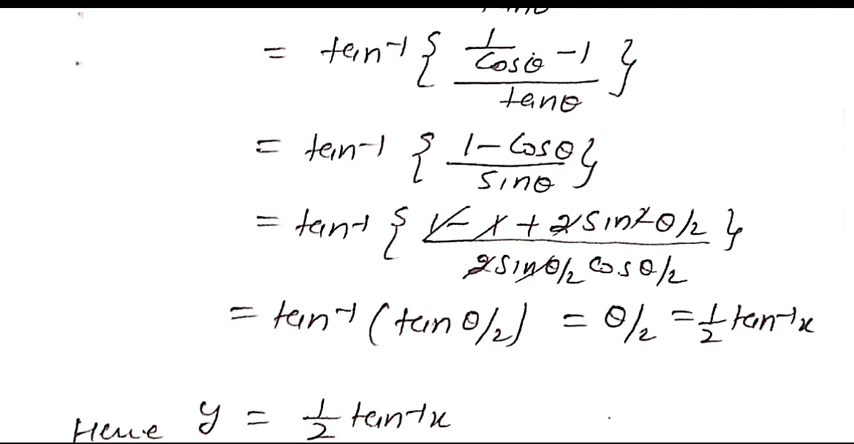 = tan⁻¹ { (1/cosθ − 1) / tanθ }
= tan⁻¹ { (1 − cosθ) / sinθ }
= tan⁻¹ { (1 − 1 + 2sin²θ/2) / (2sinθ/2 cosθ/2) }
= tan⁻¹ (tan θ/2) = θ/2 = 1/2 tan⁻¹x
Hence y = 1/2 tan⁻¹x